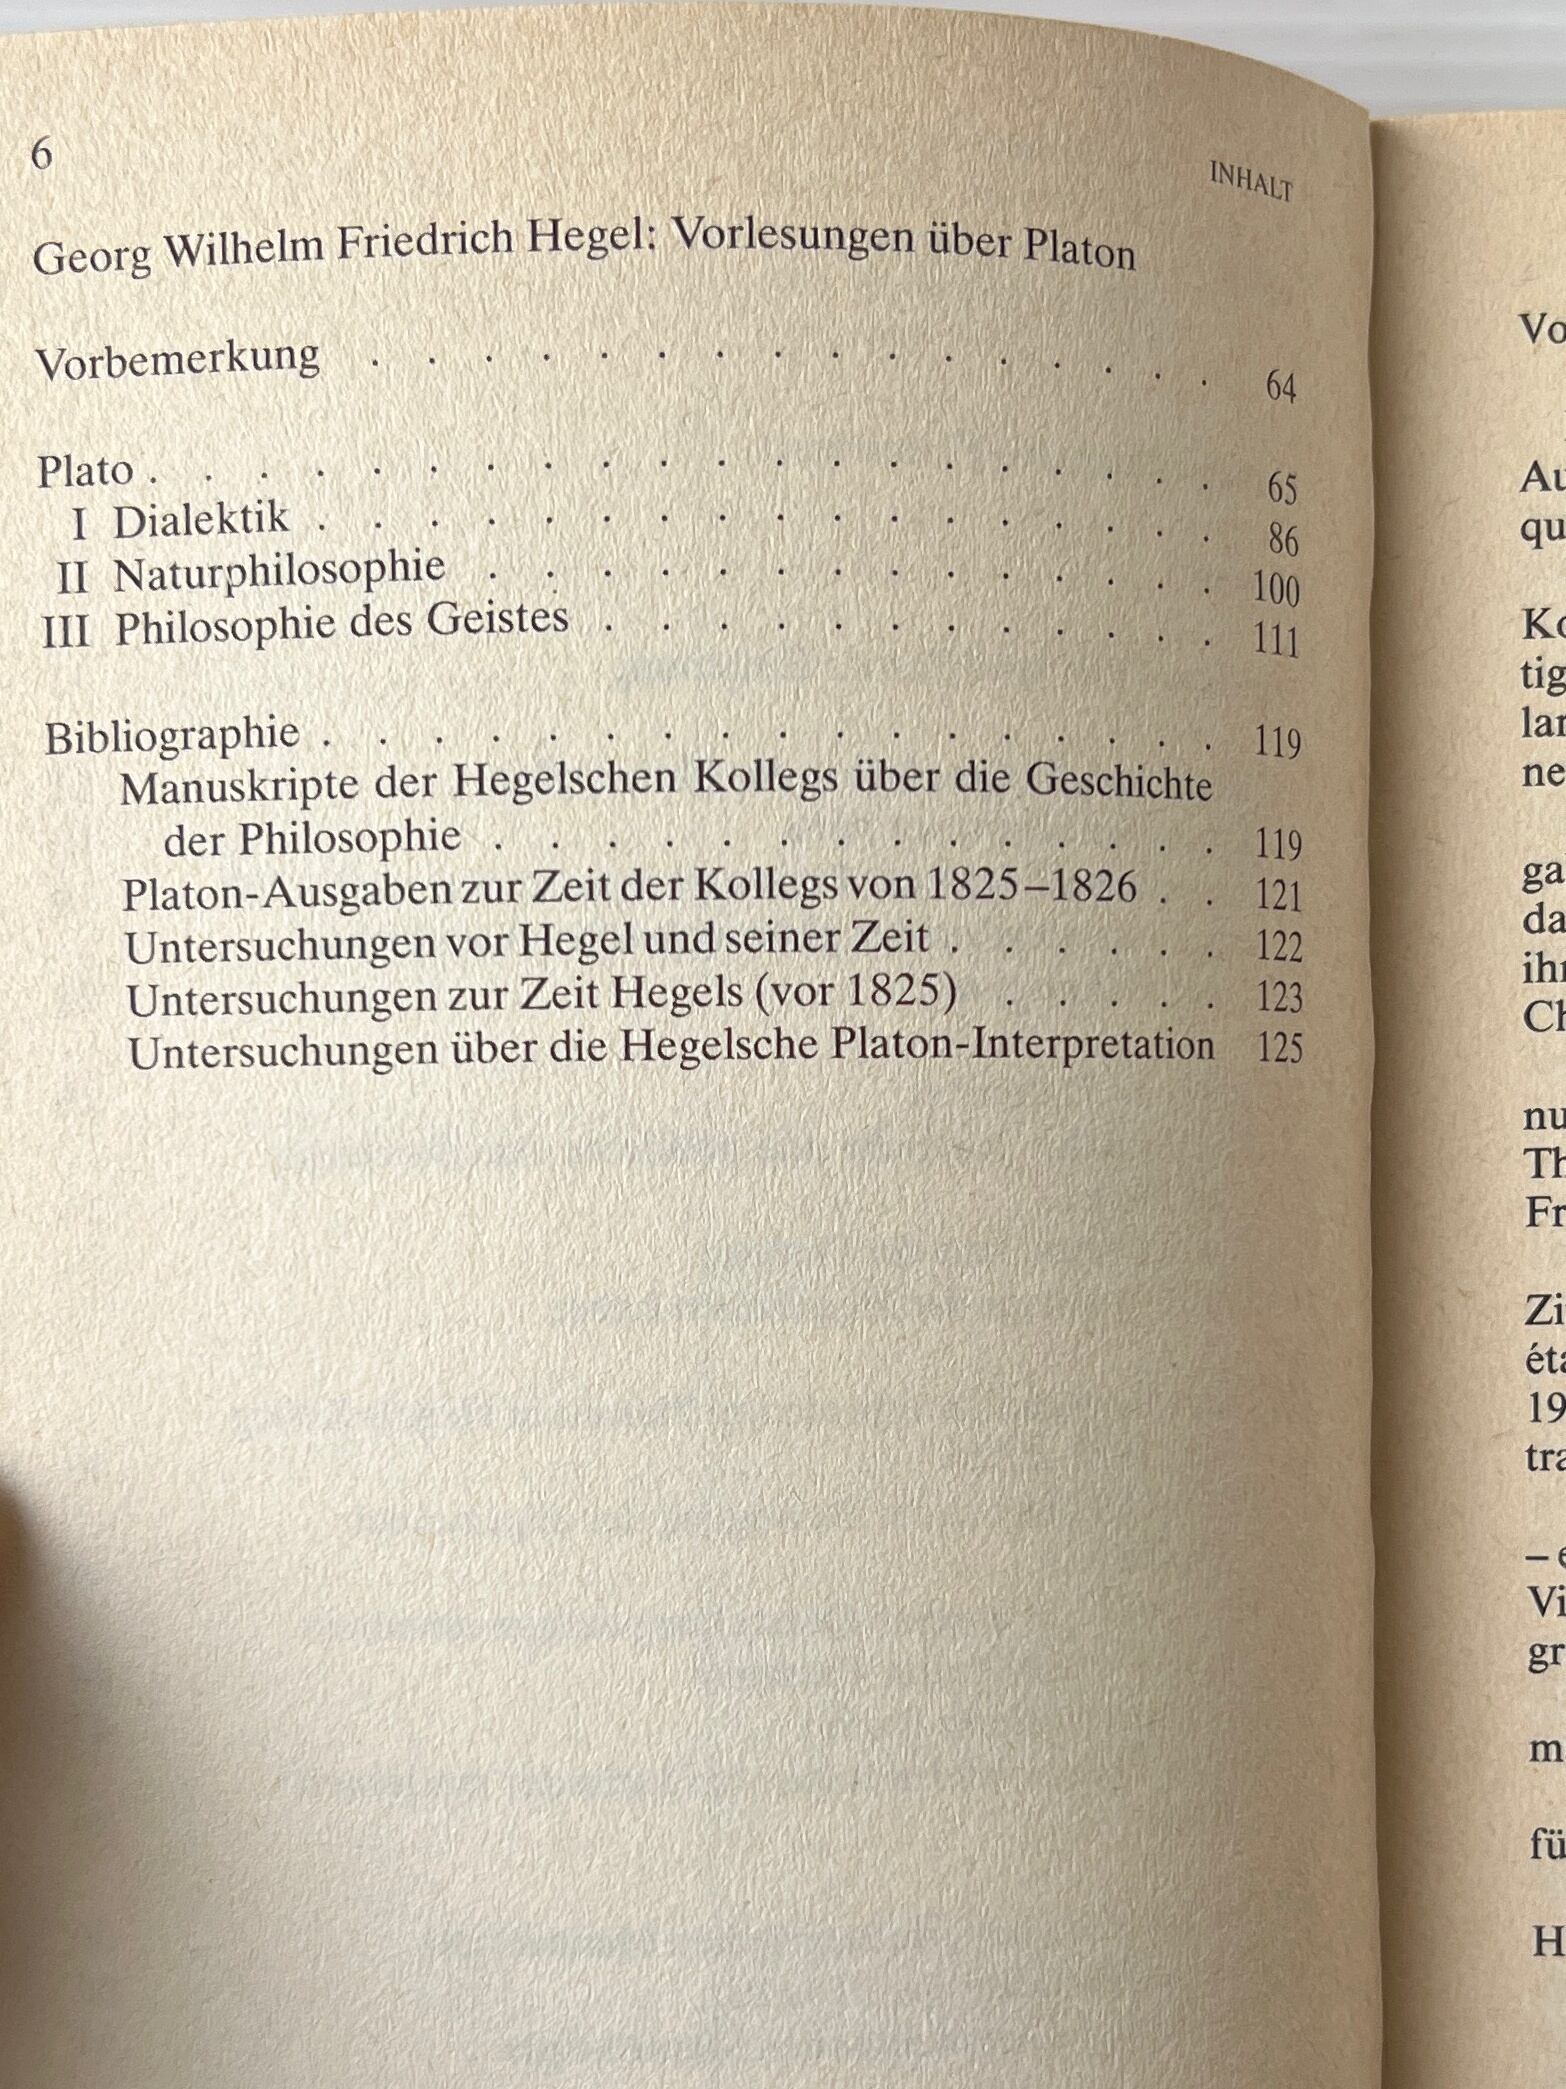 6
INHALT
Georg Wilhelm Friedrich Hegel: Vorlesungen über Platon
Vorbemerkung . . . . . . . . . . . . . . . 64
Plato . . . . . . . . . . . . . . . . . . . 65
I Dialektik . . . . . . . . . . . . . . . . 86
II Naturphilosophie . . . . . . . . . . . . . 100
III Philosophie des Geistes . . . . . . . . . . . 111
Bibliographie . . . . . . . . . . . . . . . . 119
Manuskripte der Hegelschen Kollegs über die Geschichte
der Philosophie . . . . . . . . . . . . . 119
Platon-Ausgaben zur Zeit der Kollegs von 1825–1826 . . 121
Untersuchungen vor Hegel und seiner Zeit . . . . . . 122
Untersuchungen zur Zeit Hegels (vor 1825) . . . . . 123
Untersuchungen über die Hegelsche Platon-Interpretation 125